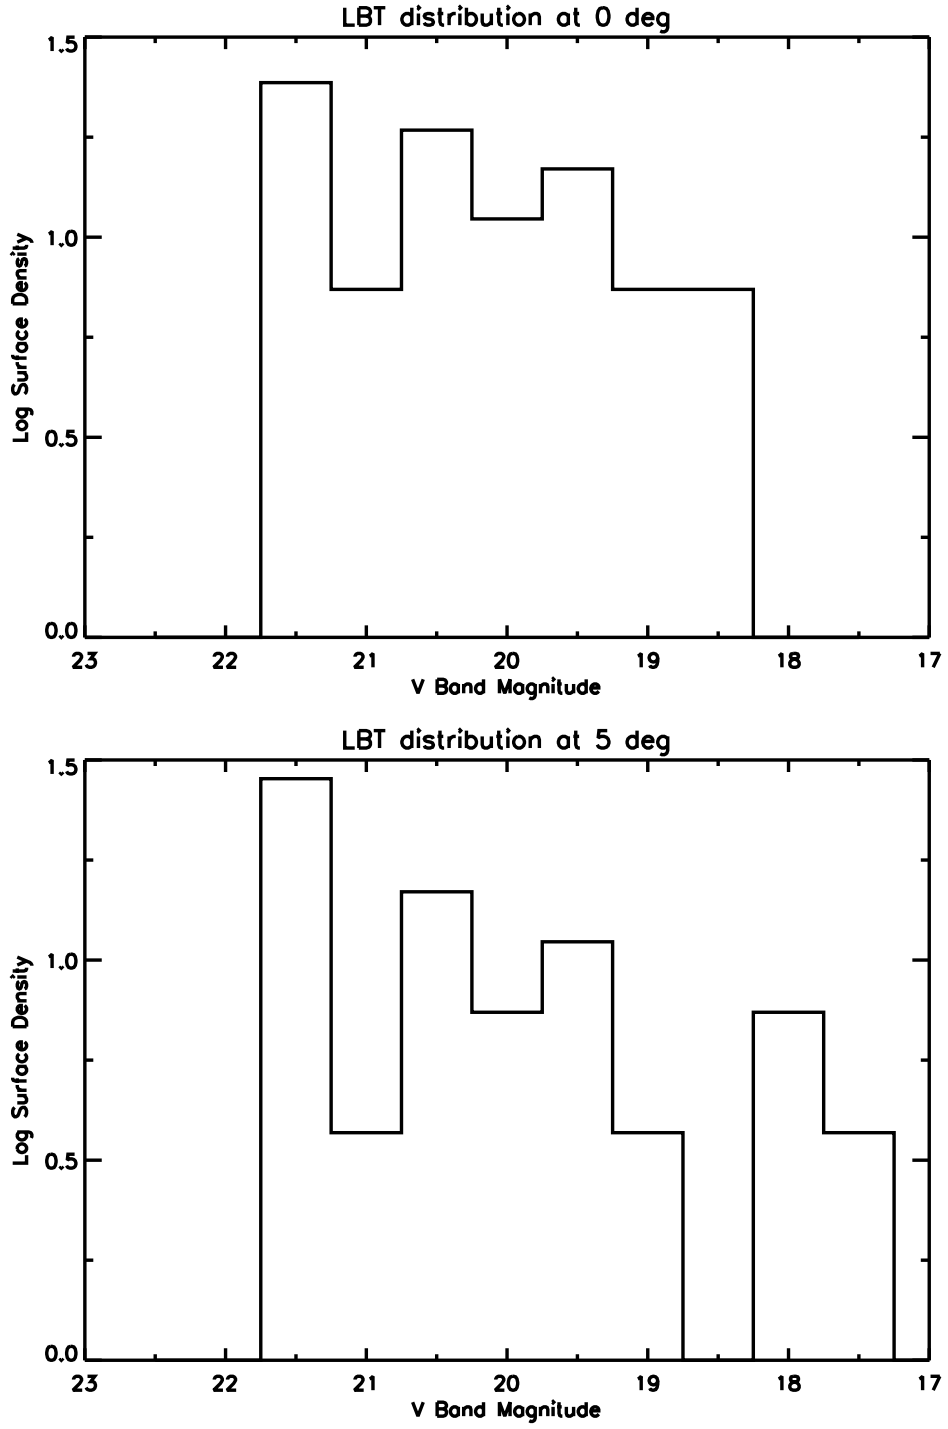 LBT distribution at 0 deg
1.5
1.0
0.5
0.0
Log Surface Density
23 22 21 20 19 18 17
V Band Magnitude
LBT distribution at 5 deg
1.5
1.0
0.5
0.0
Log Surface Density
23 22 21 20 19 18 17
V Band Magnitude